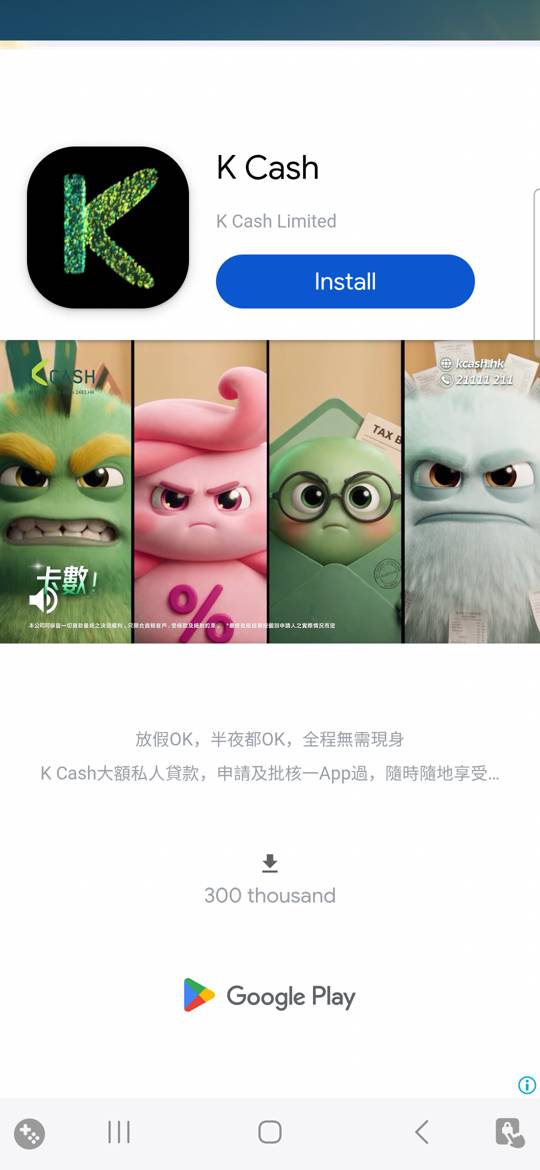 K Cash
K Cash Limited
Install
K CASH
kcash.hk
21111 211
TAX B
%
卡數!
放假OK，半夜都OK，全程無需現身
K Cash大額私人貸款，申請及批核一App過，隨時隨地享受...
300 thousand
Google Play